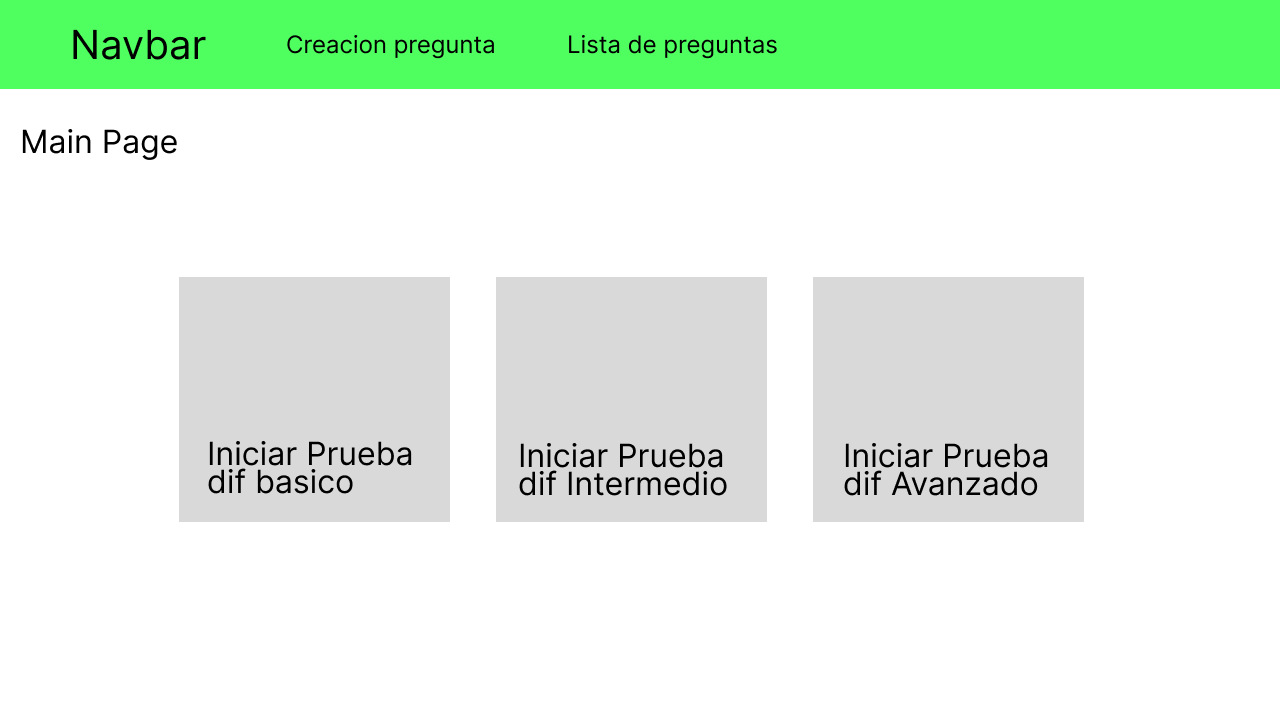 Navbar
Creacion pregunta
Lista de preguntas
Main Page
Iniciar Prueba
dif basico
Iniciar Prueba
dif Intermedio
Iniciar Prueba
dif Avanzado